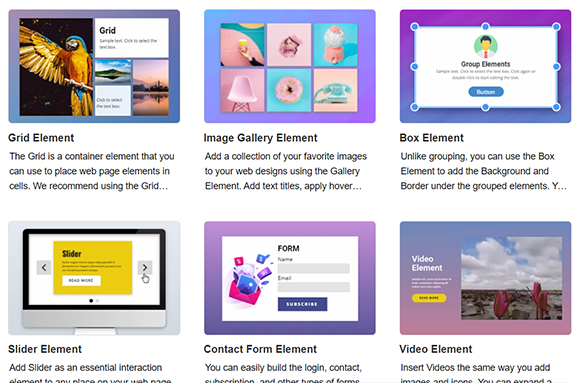 Grid
Sample text. Click to select the
text box.
Click to select
the text box.
Grid Element
The Grid is a container element that you
can use to place web page elements in
cells. We recommend using the Grid…
Image Gallery Element
Add a collection of your favorite images
to your web designs using the Gallery
Element. Add text titles, apply hover…
Group Elements
Sample text. Click to select the text box. Click again or
double click to start editing the text.
Button
Box Element
Unlike grouping, you can use the Box
Element to add the Background and
Border under the grouped elements. Y…
Slider
READ MORE
Slider Element
Add Slider as an essential interaction
element to any place on your web page
FORM
Name
Email
SUBSCRIBE
Contact Form Element
You can easily build the login, contact,
subscription, and other types of forms
Video
Element
READ MORE
Video Element
Insert Videos the same way you add
images and icons. You can expand a